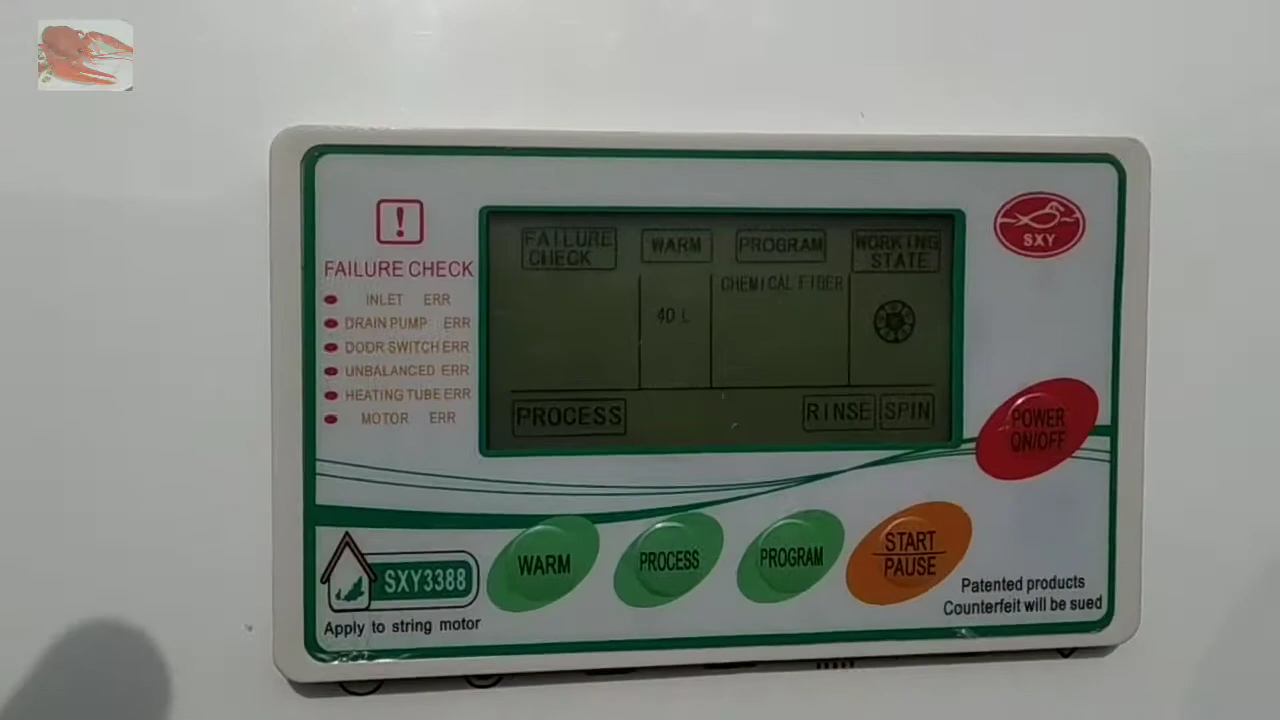 !
FAILURE CHECK
INLET ERR
DRAIN PUMP ERR
DOOR SWITCH ERR
UNBALANCED ERR
HEATING TUBE ERR
MOTOR ERR
FAILURE
CHECK
WARM
PROGRAM
WORKING
STATE
40 L
CHEMICAL FIBER
PROCESS
RINSE
SPIN
SXY
POWER
ON/OFF
WARM
PROCESS
PROGRAM
START
PAUSE
SXY3388
Apply to string motor
Patented products
Counterfeit will be sued